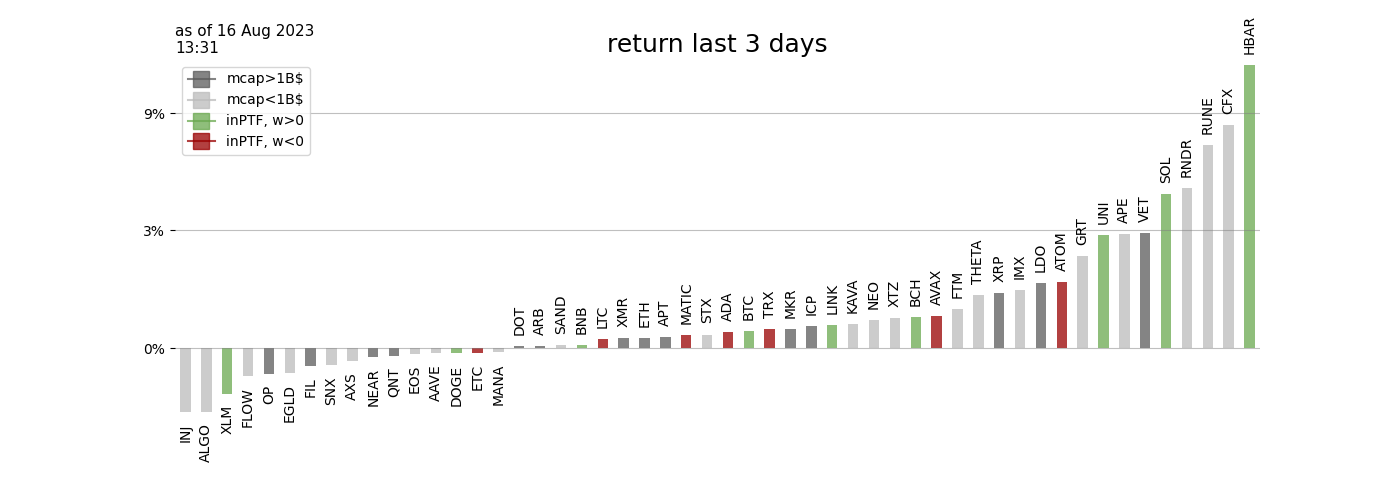 as of 16 Aug 2023
13:31
return last 3 days
mcap>1B$
mcap<1B$
inPTF, w>0
inPTF, w<0
9%
3%
0%
INJ
ALGO
XLM
FLOW
OP
EGLD
FIL
SNX
AXS
NEAR
QNT
EOS
AAVE
DOGE
ETC
MANA
DOT
ARB
SAND
BNB
LTC
XMR
ETH
APT
MATIC
STX
ADA
BTC
TRX
MKR
ICP
LINK
KAVA
NEO
XTZ
BCH
AVAX
FTM
THETA
XRP
IMX
LDO
ATOM
GRT
UNI
APE
VET
SOL
RNDR
RUNE
CFX
HBAR